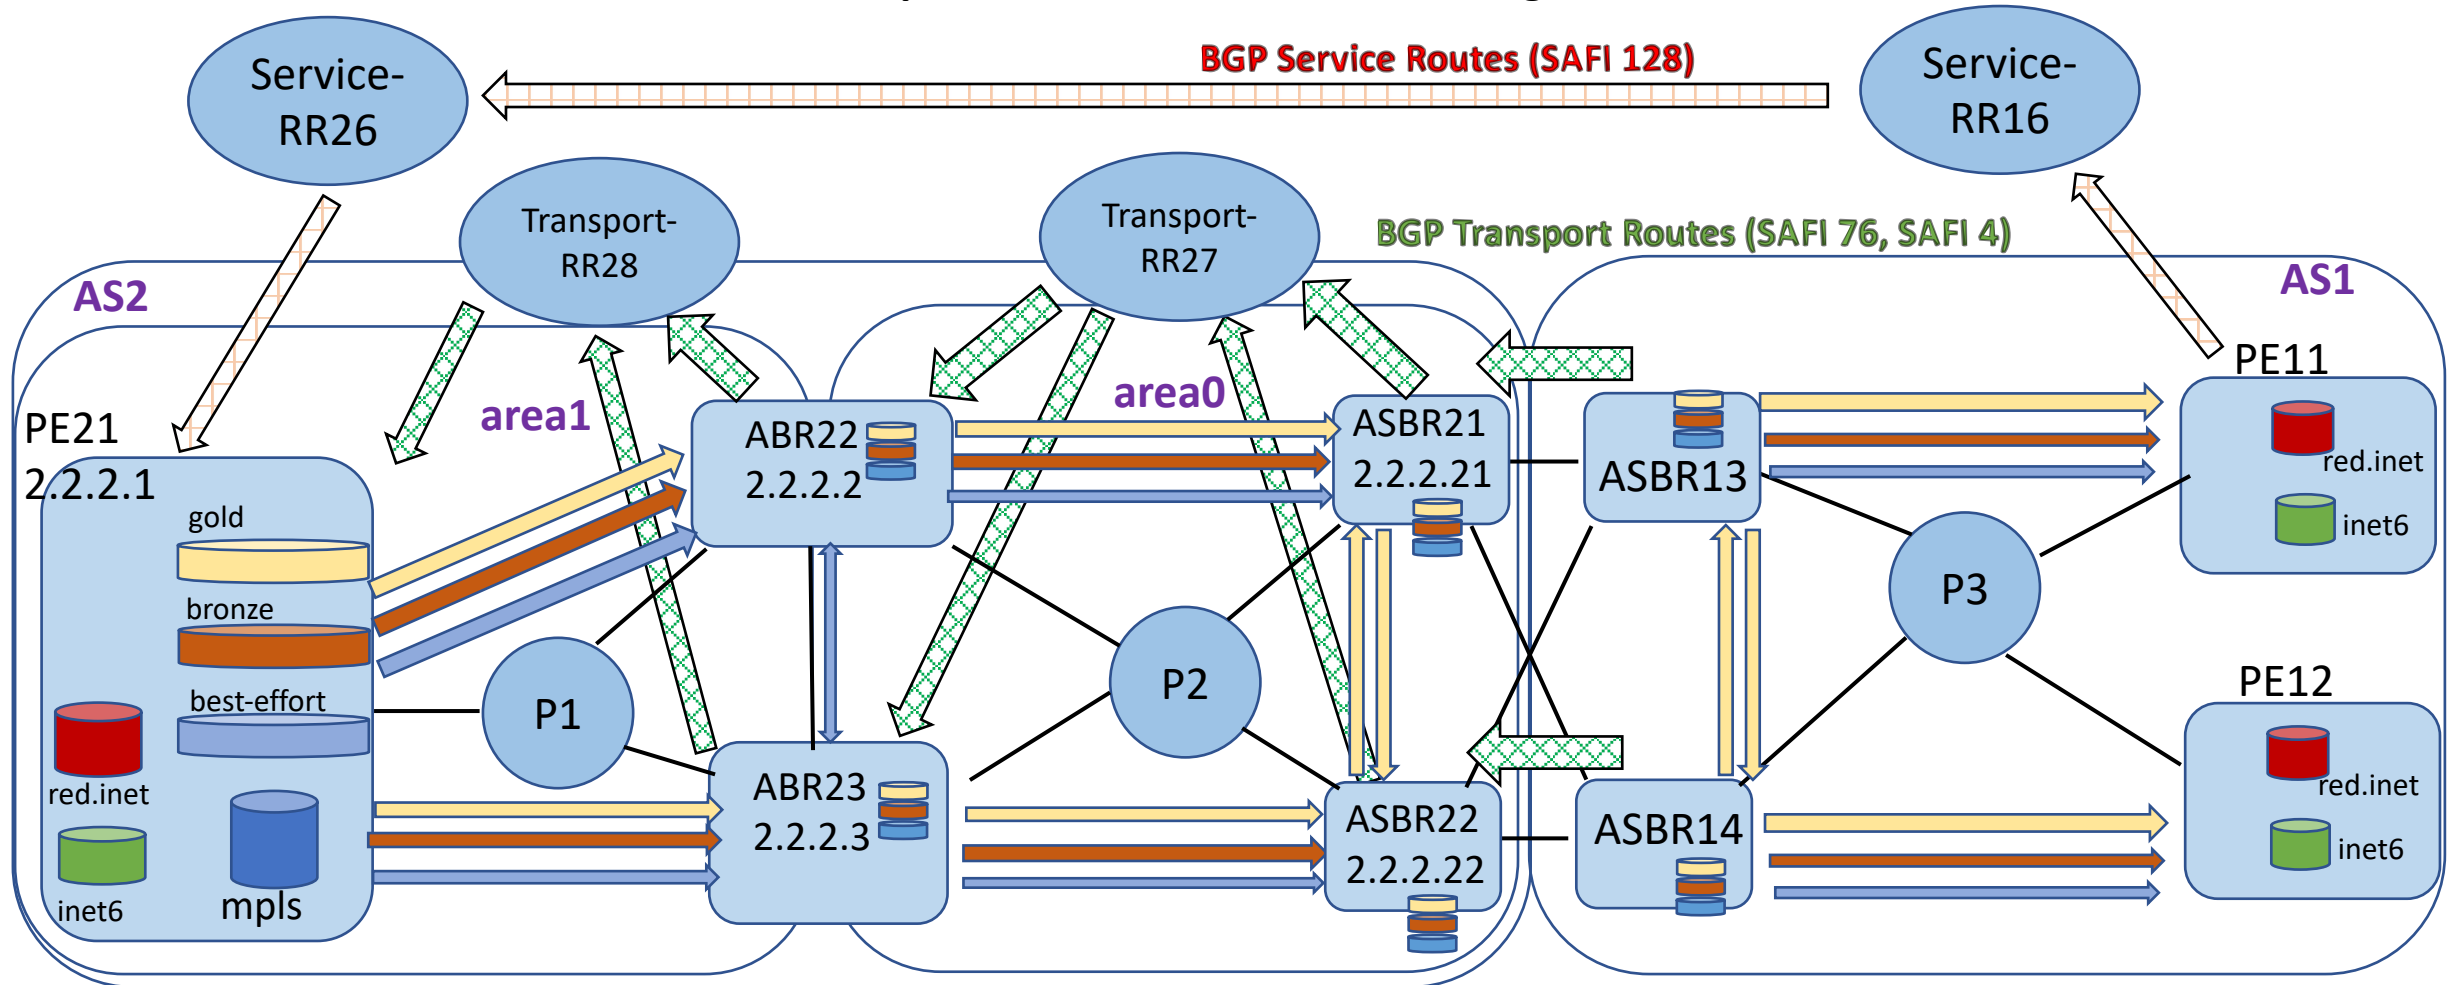 BGP Service Routes (SAFI 128)
Service-
RR26
Service-
RR16
Transport-
RR28
Transport-
RR27
BGP Transport Routes (SAFI 76, SAFI 4)
AS2
AS1
area1
area0
PE21
2.2.2.1
gold
bronze
best-effort
red.inet
inet6
mpls
P1
ABR22
2.2.2.2
ABR23
2.2.2.3
P2
ASBR21
2.2.2.21
ASBR22
2.2.2.22
ASBR13
ASBR14
P3
PE11
red.inet
inet6
PE12
red.inet
inet6